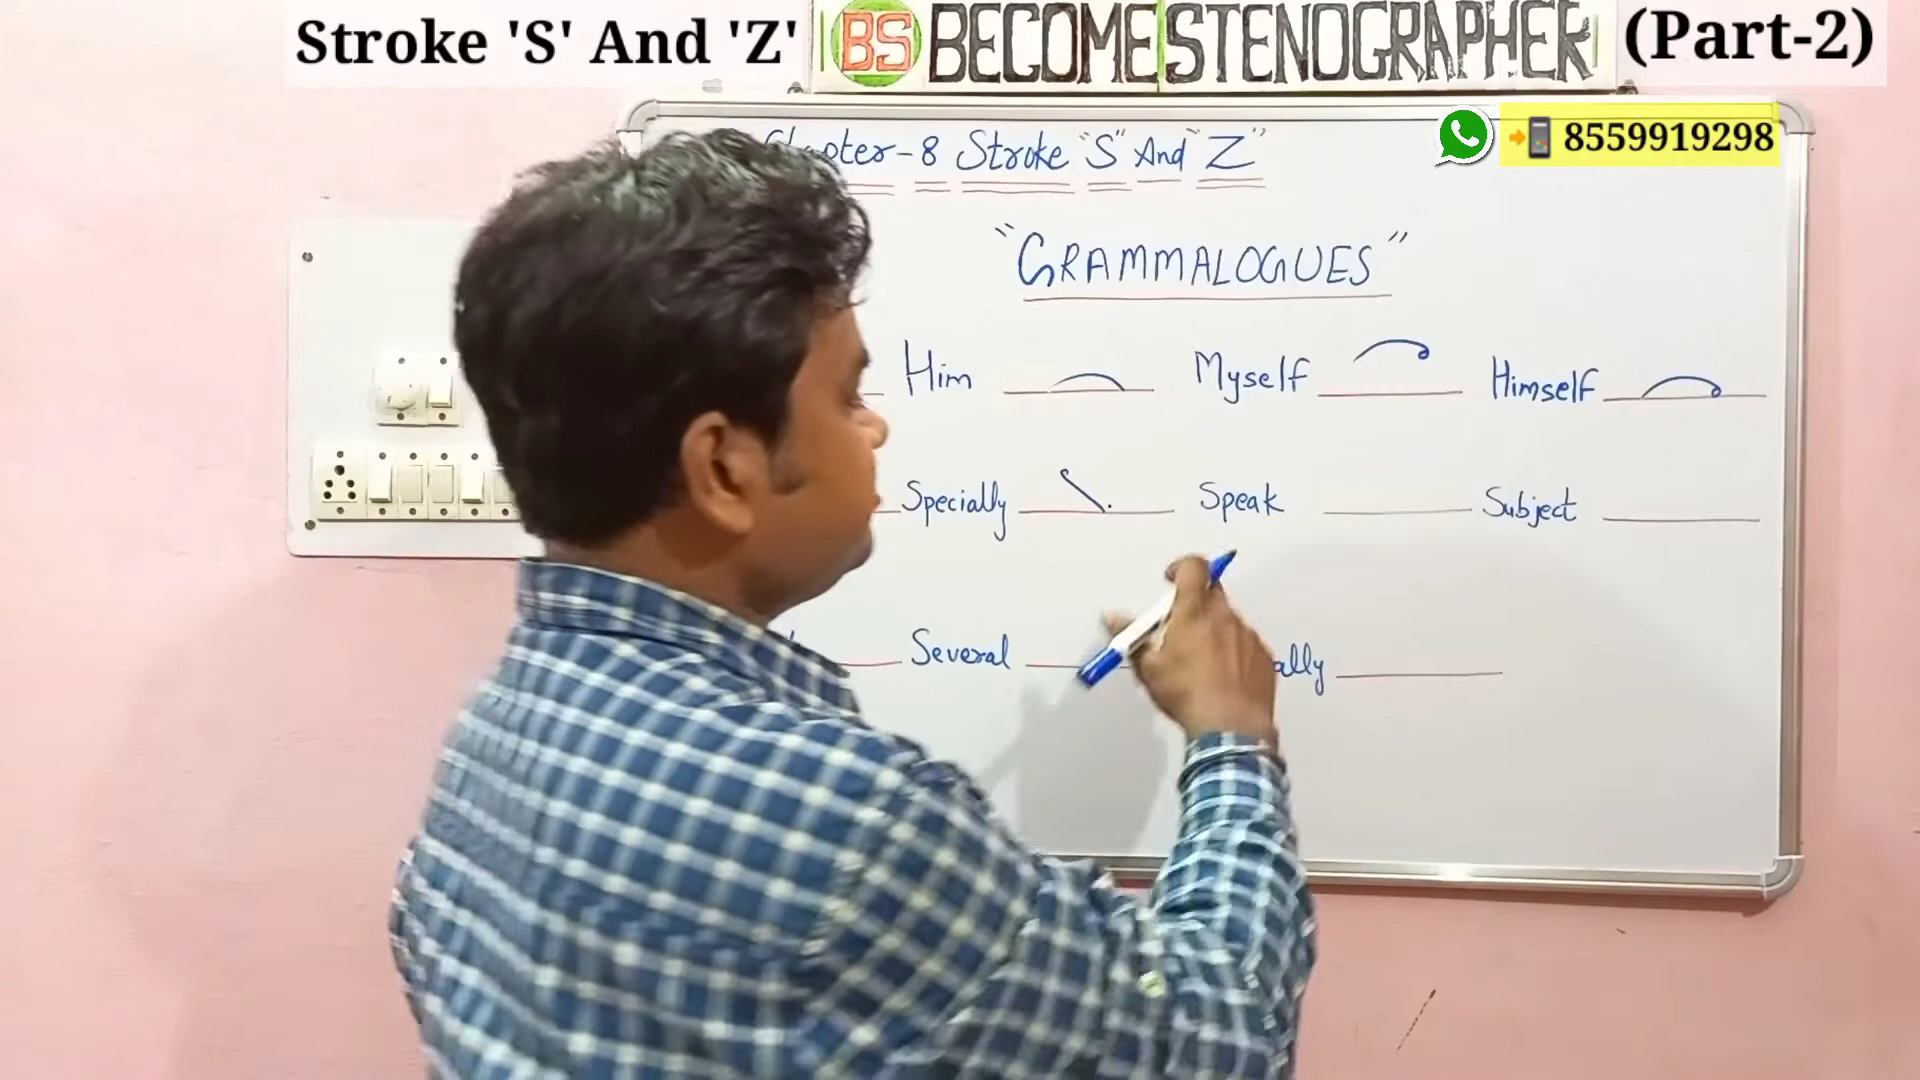 Stroke 'S' And 'Z' BS BECOME STENOGRAPHER (Part-2)
8559919298
Chapter-8 Stroke "S" And "Z"
"GRAMMALOGUES"
Him Myself Himself
Specially Speak Subject
Several